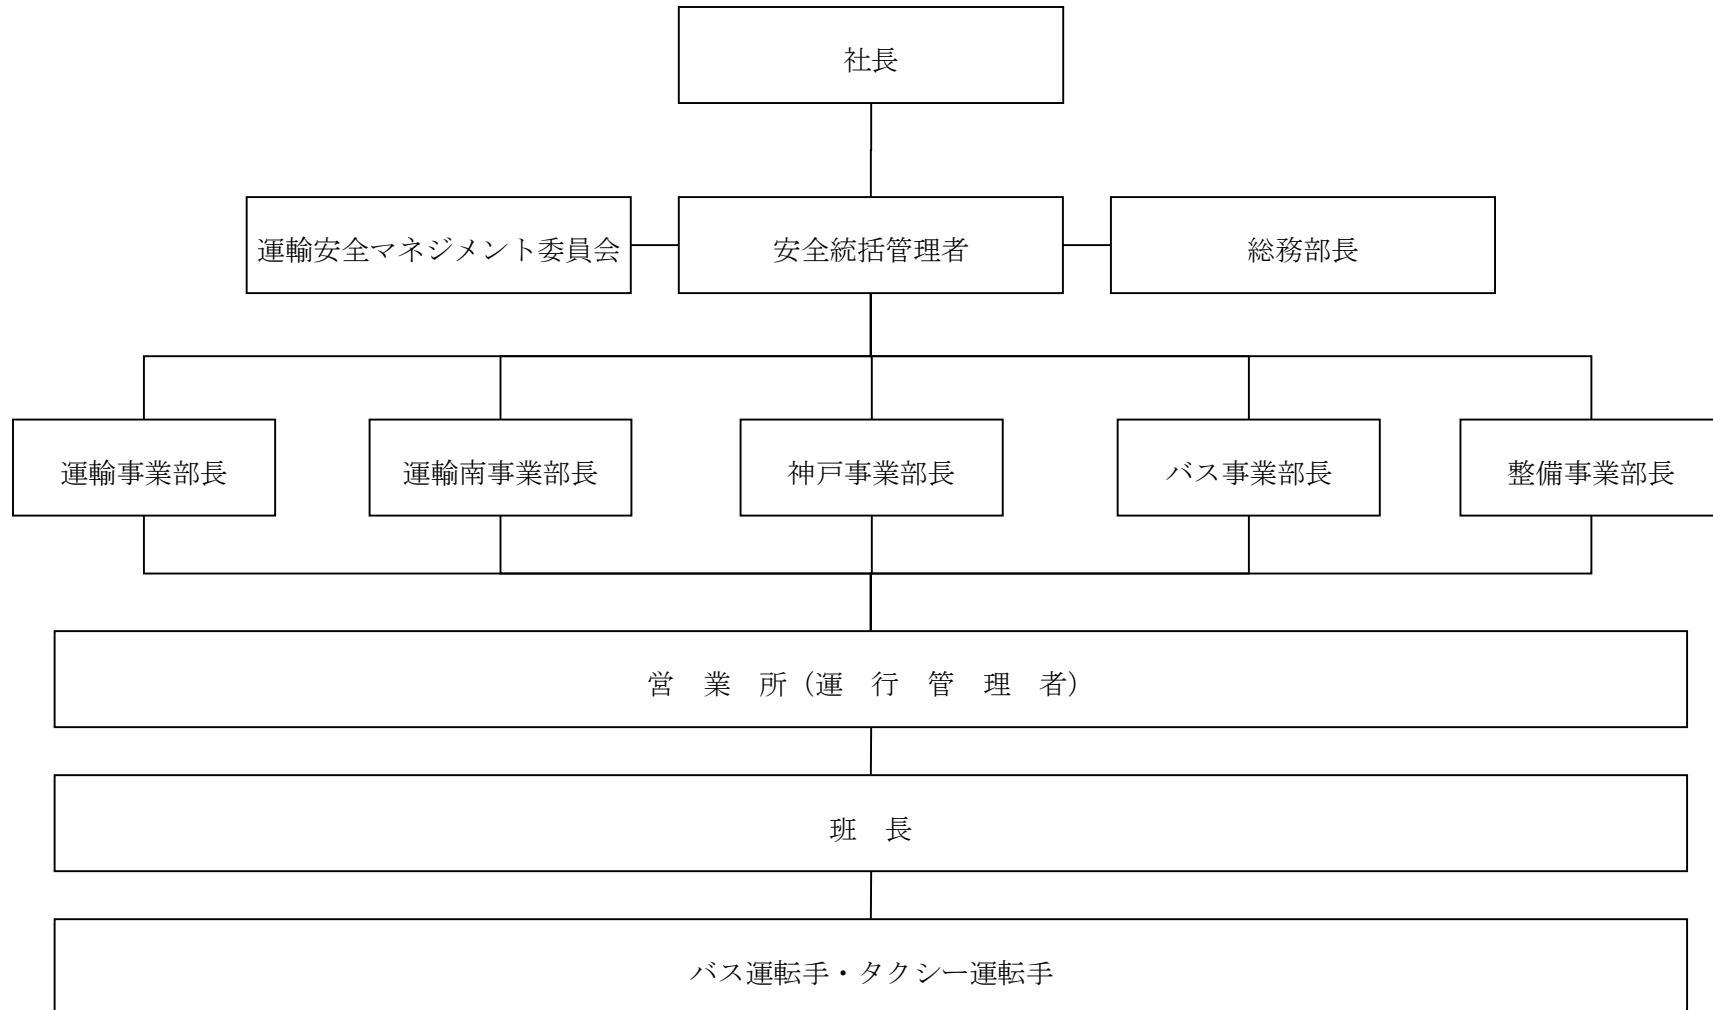 社長
運輸安全マネジメント委員会
安全統括管理者
総務部長
運輸事業部長
運輸南事業部長
神戸事業部長
バス事業部長
整備事業部長
営　業　所（運　行　管　理　者）
班　長
バス運転手・タクシー運転手